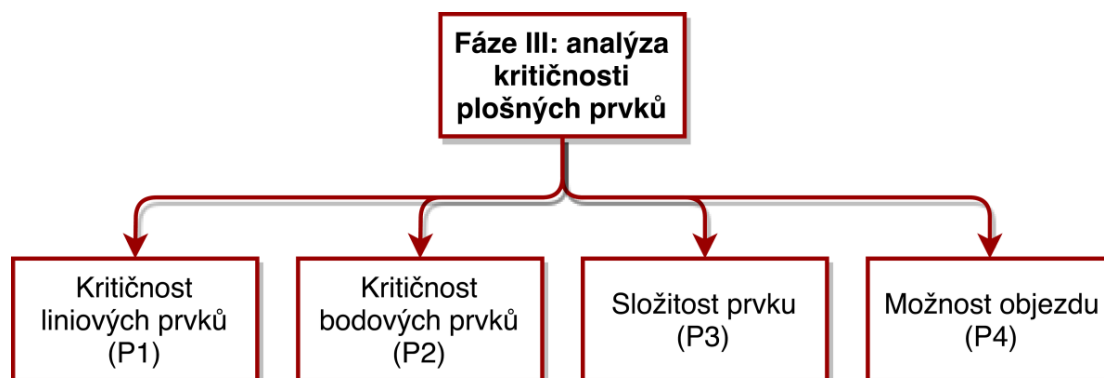 Fáze III: analýza
kritičnosti
plošných prvků
Kritičnost
liniových prvků
(P1)
Kritičnost
bodových prvků
(P2)
Složitost prvku
(P3)
Možnost objezdu
(P4)